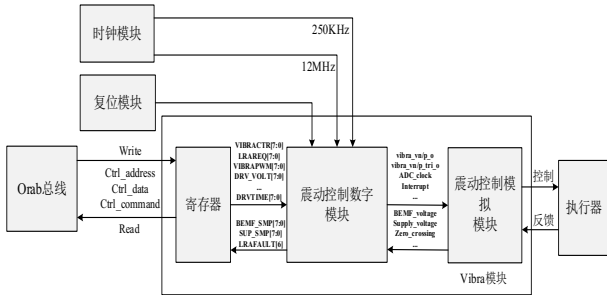 时钟模块
250KHz
12MHz
复位模块
Orab总线
Write
Ctrl_address
Ctrl_data
Ctrl_command
Read
寄存器
VIBRACTR[7:0]
LRAREQ[7:0]
VIBRAPWM[7:0]
DRV_VOLT[7:0]
...
DRVTIME[7:0]
BEMF_SMP[7:0]
SUP_SMP[7:0]
LRAFAULT[6]
震动控制数字
模块
vibra_vn/p_o
vibra_vn/p_tri_o
ADC_clock
Interrupt
...
BEMF_voltage
Supply_voltage
Zero_crossing
...
震动控制模
拟
模块
控制
反馈
执行器
Vibra模块